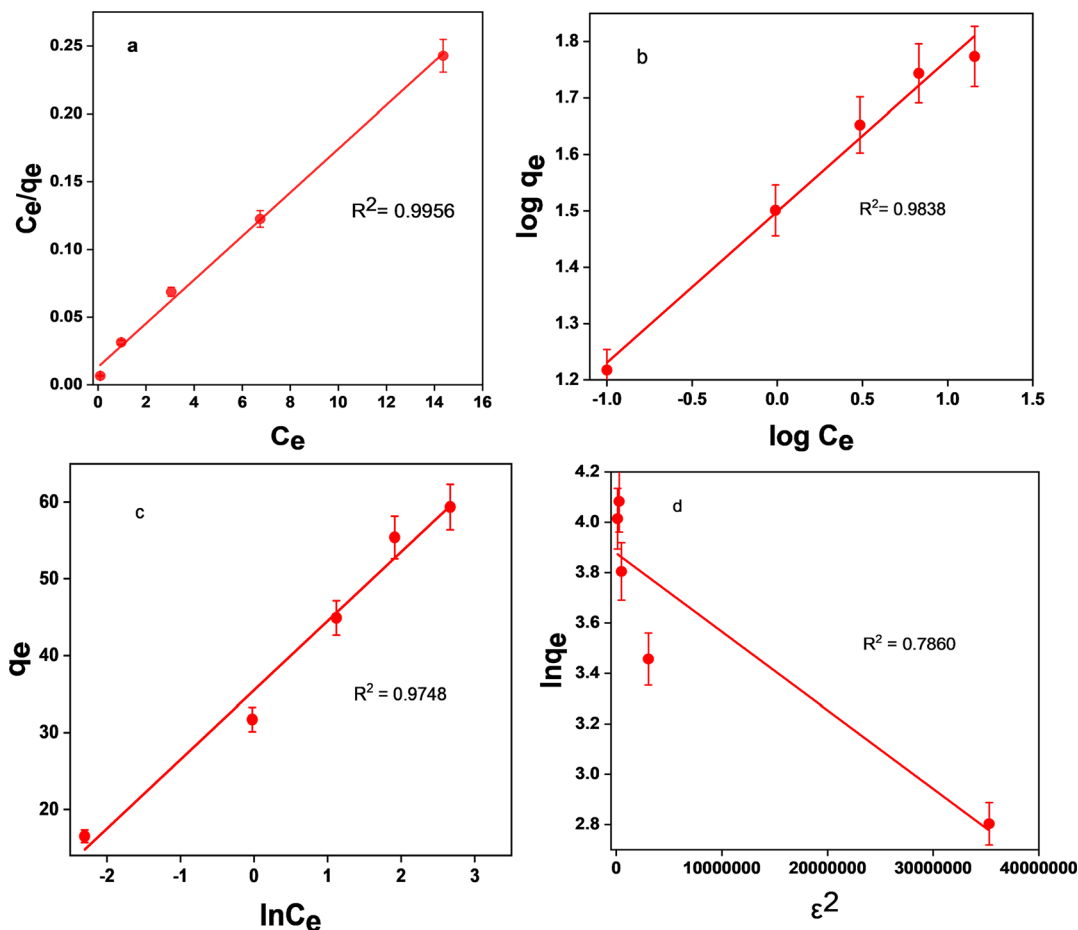 a
0.25
0.20
0.15
0.10
0.05
0.00
Ce/qe
R2= 0.9956
0 2 4 6 8 10 12 14 16
Ce
b
1.8
1.7
1.6
1.5
1.4
1.3
1.2
log qe
R2= 0.9838
-1.0 -0.5 0.0 0.5 1.0 1.5
log Ce
c
60
50
40
30
20
qe
R2 = 0.9748
-2 -1 0 1 2 3
lnCe
d
4.2
4.0
3.8
3.6
3.4
3.2
3.0
2.8
lnqe
R2 = 0.7860
0 10000000 20000000 30000000 40000000
ε2